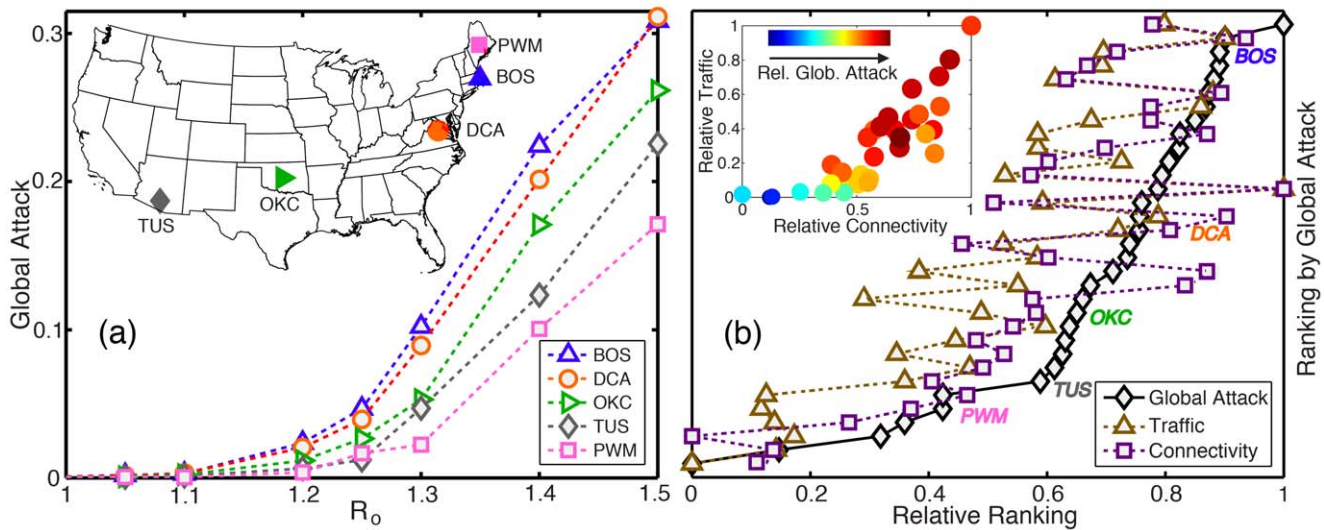 Global Attack
0.3
0.2
0.1
0
1
1.1
1.2
1.3
1.4
1.5
R₀
(a)
PWM
BOS
DCA
OKC
TUS
BOS
DCA
OKC
TUS
PWM
1
0.8
0.6
0.4
0.2
0
0
0.5
1
Relative Traffic
Relative Connectivity
Rel. Glob. Attack
(b)
BOS
DCA
OKC
TUS
PWM
Global Attack
Traffic
Connectivity
0
0.2
0.4
0.6
0.8
1
Relative Ranking
Ranking by Global Attack